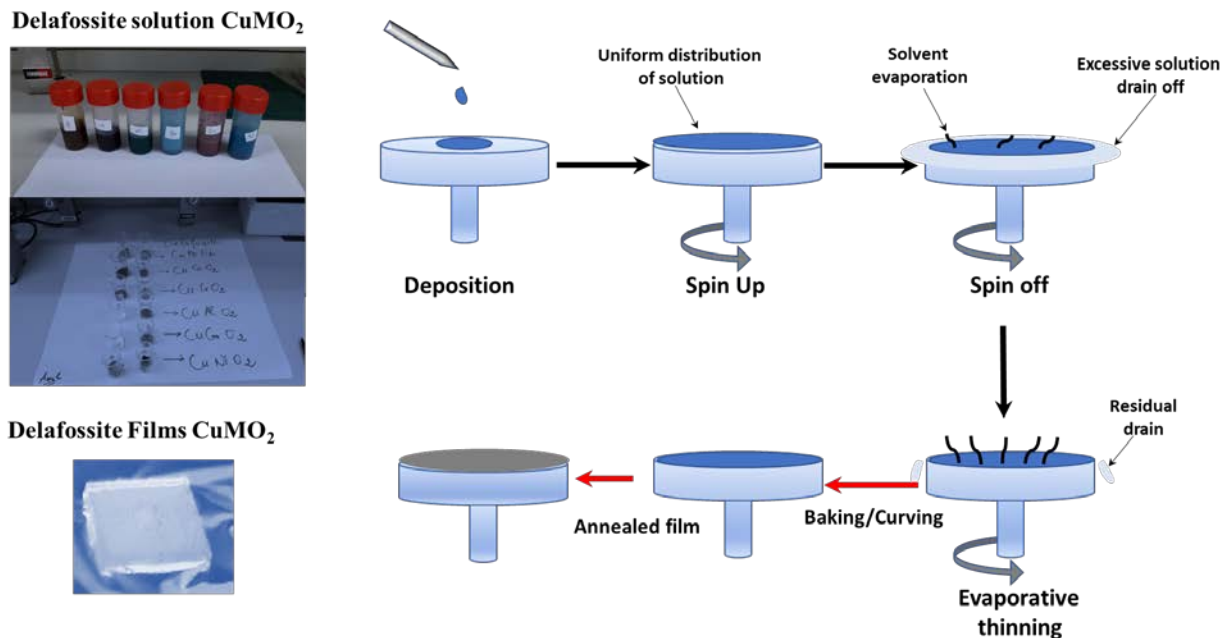 Delafossite solution CuMO₂
Uniform distribution
of solution
Solvent
evaporation
Excessive solution
drain off
Deposition
Spin Up
Spin off
→CuCrO₂
→CuAlO₂
→CuGaO₂
→CuNiO₂
Delafossite Films CuMO₂
Residual
drain
Annealed film
Baking/Curving
Evaporative
thinning